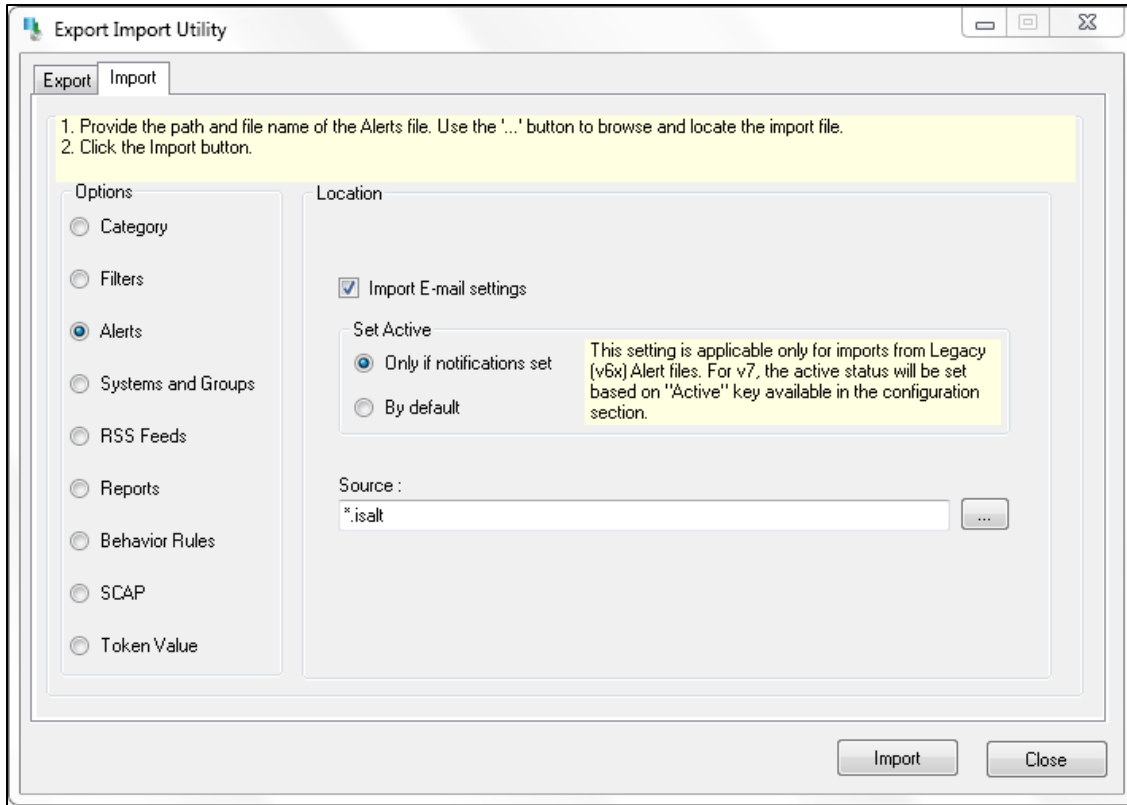 Export Import Utility
Export
Import
1. Provide the path and file name of the Alerts file. Use the '...' button to browse and locate the import file.
2. Click the Import button.
Options
Category
Filters
Alerts
Systems and Groups
RSS Feeds
Reports
Behavior Rules
SCAP
Token Value
Location
Import E-mail settings
Set Active
Only if notifications set
By default
This setting is applicable only for imports from Legacy
(v6x) Alert files. For v7, the active status will be set
based on "Active" key available in the configuration
section.
Source :
*.isalt
...
Import
Close